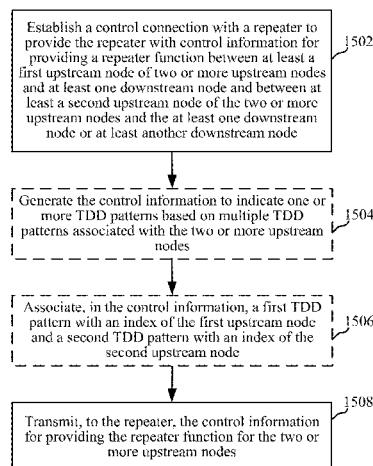 Establish a control connection with a repeater to
provide the repeater with control information for
providing a repeater function between at least a
first upstream node of two or more upstream nodes
and at least one downstream node and between at
least a second upstream node of the two or more
upstream nodes and the at least one downstream
node or at least another downstream node
1502
Generate the control information to indicate one or
more TDD patterns based on multiple TDD
patterns associated with the two or more upstream
nodes
1504
Associate, in the control information, a first TDD
pattern with an index of the first upstream node
and a second TDD pattern with an index of the
second upstream node
1506
Transmit, to the repeater, the control information
for providing the repeater function for the two or
more upstream nodes
1508